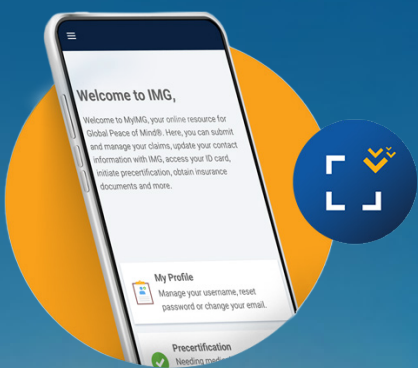 Welcome to IMG,
Welcome to MyIMG, your online resource for
Global Peace of Mind®. Here, you can submit
and manage your claims, update your contact
information with IMG, access your ID card,
initiate precertification, obtain insurance
documents and more.
My Profile
Manage your username, reset
password or change your email.
Precertification
Needing